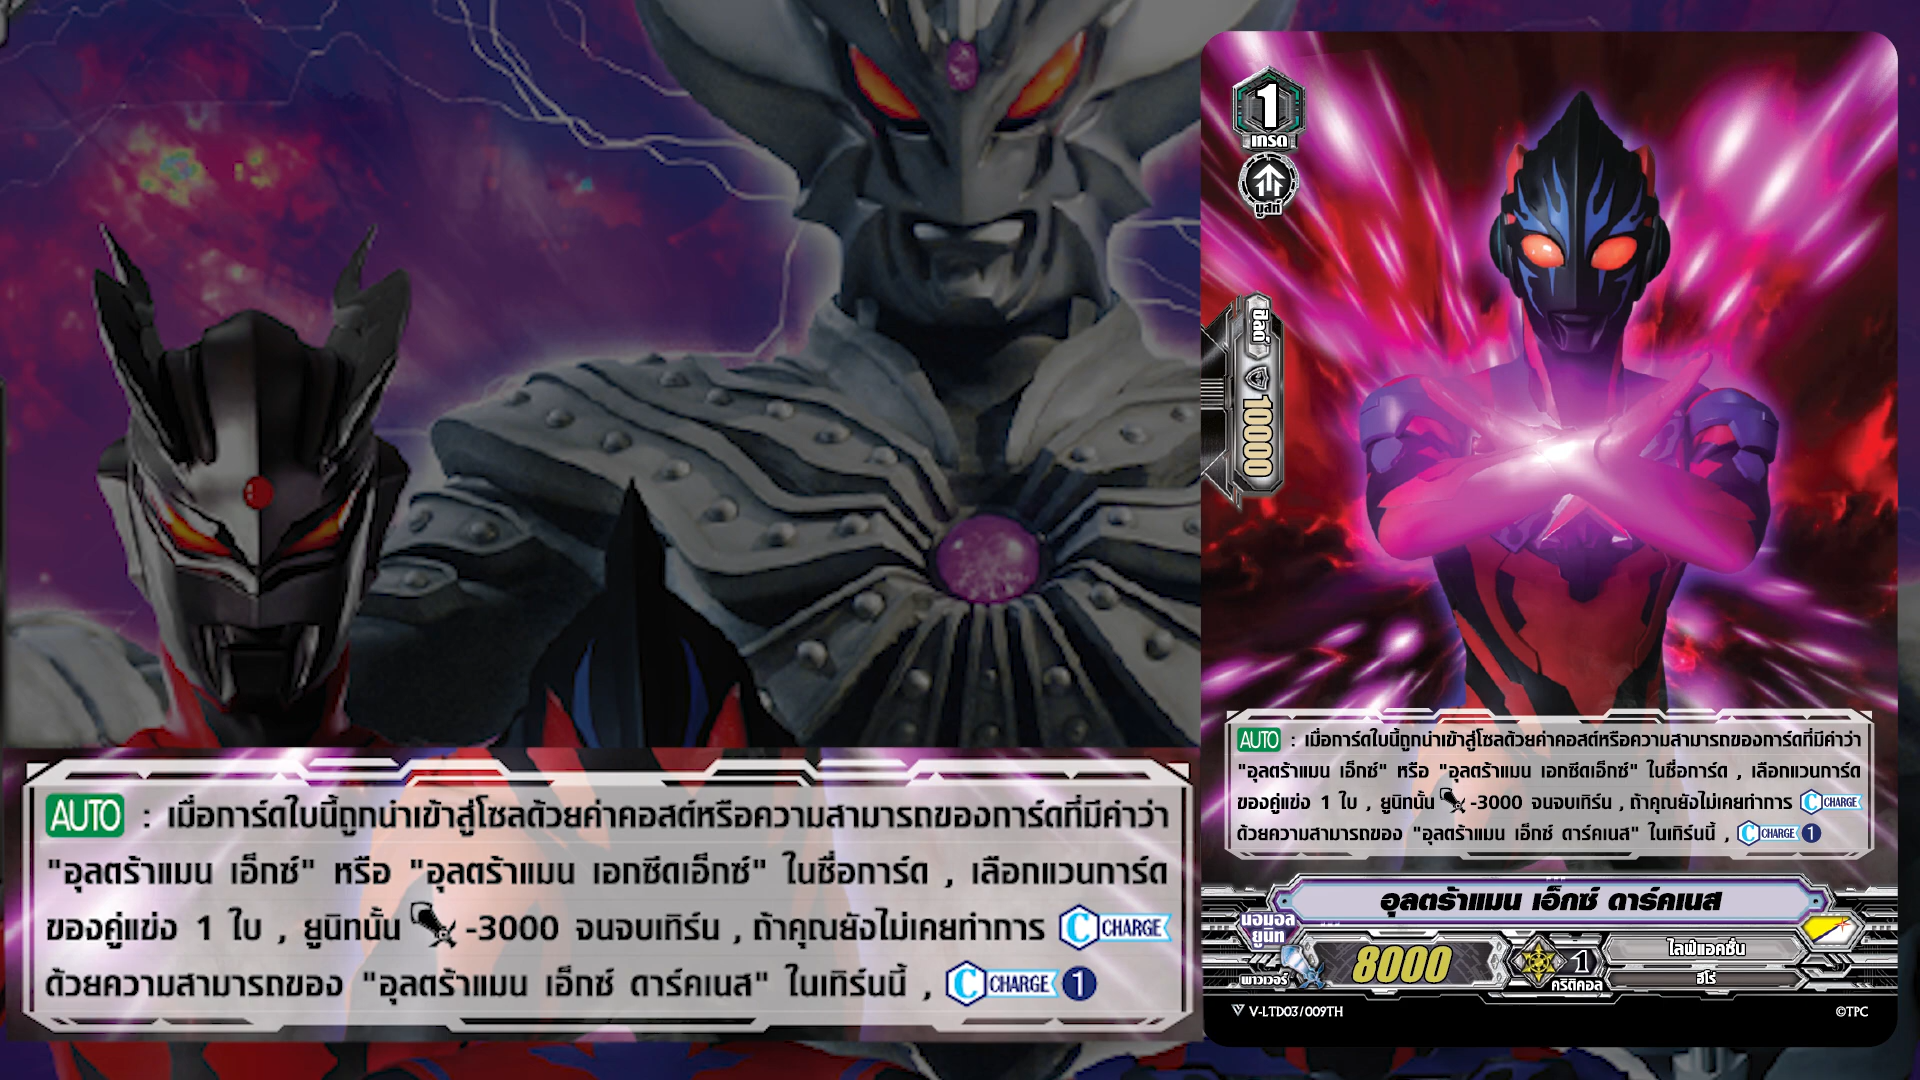 AUTO : เมื่อการ์ดใบนี้ถูกนำเข้าสู่โซลด้วยค่าคอสต์หรือความสามารถของการ์ดที่มีคำว่า
"อุลตร้าแมน เอ็กซ์" หรือ "อุลตร้าแมน เอกซีดเอ็กซ์" ในชื่อการ์ด , เลือกแวนการ์ด
ของคู่แข่ง 1 ใบ , ยูนิทนั้น -3000 จนจบเทิร์น , ถ้าคุณยังไม่เคยทำการ C CHARGE
ด้วยความสามารถของ "อุลตร้าแมน เอ็กซ์ ดาร์คเนส" ในเทิร์นนี้ , C CHARGE 1
1
เกรด
บูสท์
ชีลด์
10000
AUTO : เมื่อการ์ดใบนี้ถูกนำเข้าสู่โซลด้วยค่าคอสต์หรือความสามารถของการ์ดที่มีคำว่า
"อุลตร้าแมน เอ็กซ์" หรือ "อุลตร้าแมน เอกซีดเอ็กซ์" ในชื่อการ์ด , เลือกแวนการ์ด
ของคู่แข่ง 1 ใบ , ยูนิทนั้น -3000 จนจบเทิร์น , ถ้าคุณยังไม่เคยทำการ C CHARGE
ด้วยความสามารถของ "อุลตร้าแมน เอ็กซ์ ดาร์คเนส" ในเทิร์นนี้ , C CHARGE 1
อุลตร้าแมน เอ็กซ์ ดาร์คเนส
นอมอล
ยูนิท
พาวเวอร์ 8000 1 คริติคอล
ไลฟ์แอคชั่น
ฮีโร่
V-LTD03/009TH ©TPC